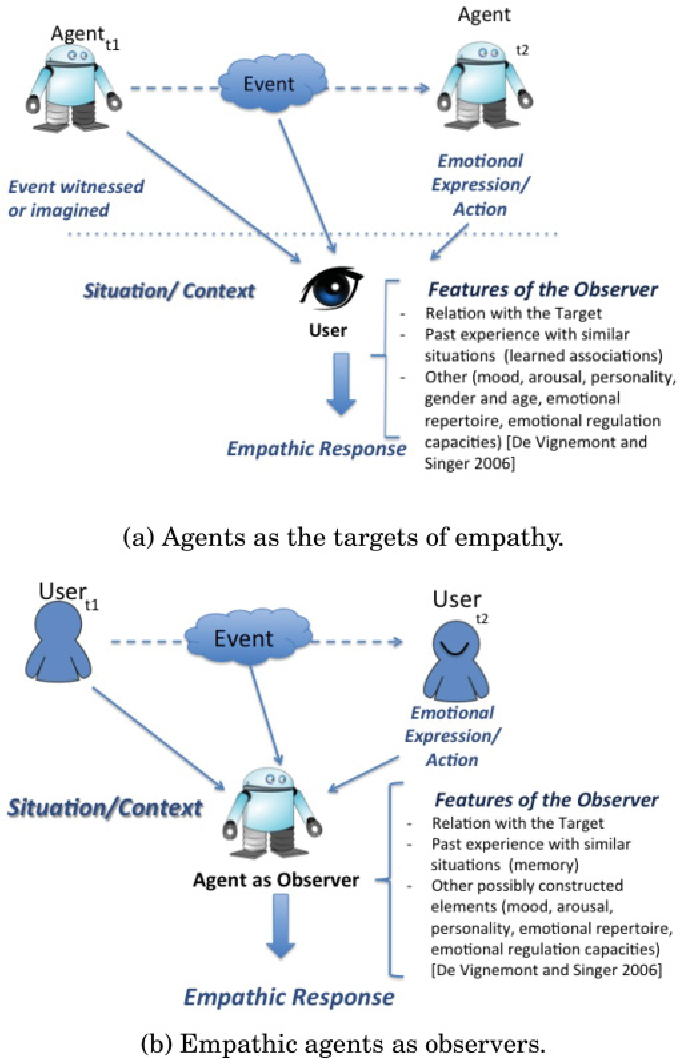 Agent
t1
Agent
t2
Event
Event witnessed
or imagined
Emotional
Expression/
Action
Situation/ Context
User
Features of the Observer
- Relation with the Target
- Past experience with similar
situations (learned associations)
- Other (mood, arousal, personality,
gender and age, emotional
repertoire, emotional regulation
capacities) [De Vignemont and
Singer 2006]
Empathic Response
(a) Agents as the targets of empathy.
User
t1
User
t2
Event
Emotional
Expression/
Action
Situation/Context
Agent as Observer
Features of the Observer
- Relation with the Target
- Past experience with similar
situations (memory)
- Other possibly constructed
elements (mood, arousal,
personality, emotional repertoire,
emotional regulation capacities)
[De Vignemont and Singer 2006]
Empathic Response
(b) Empathic agents as observers.